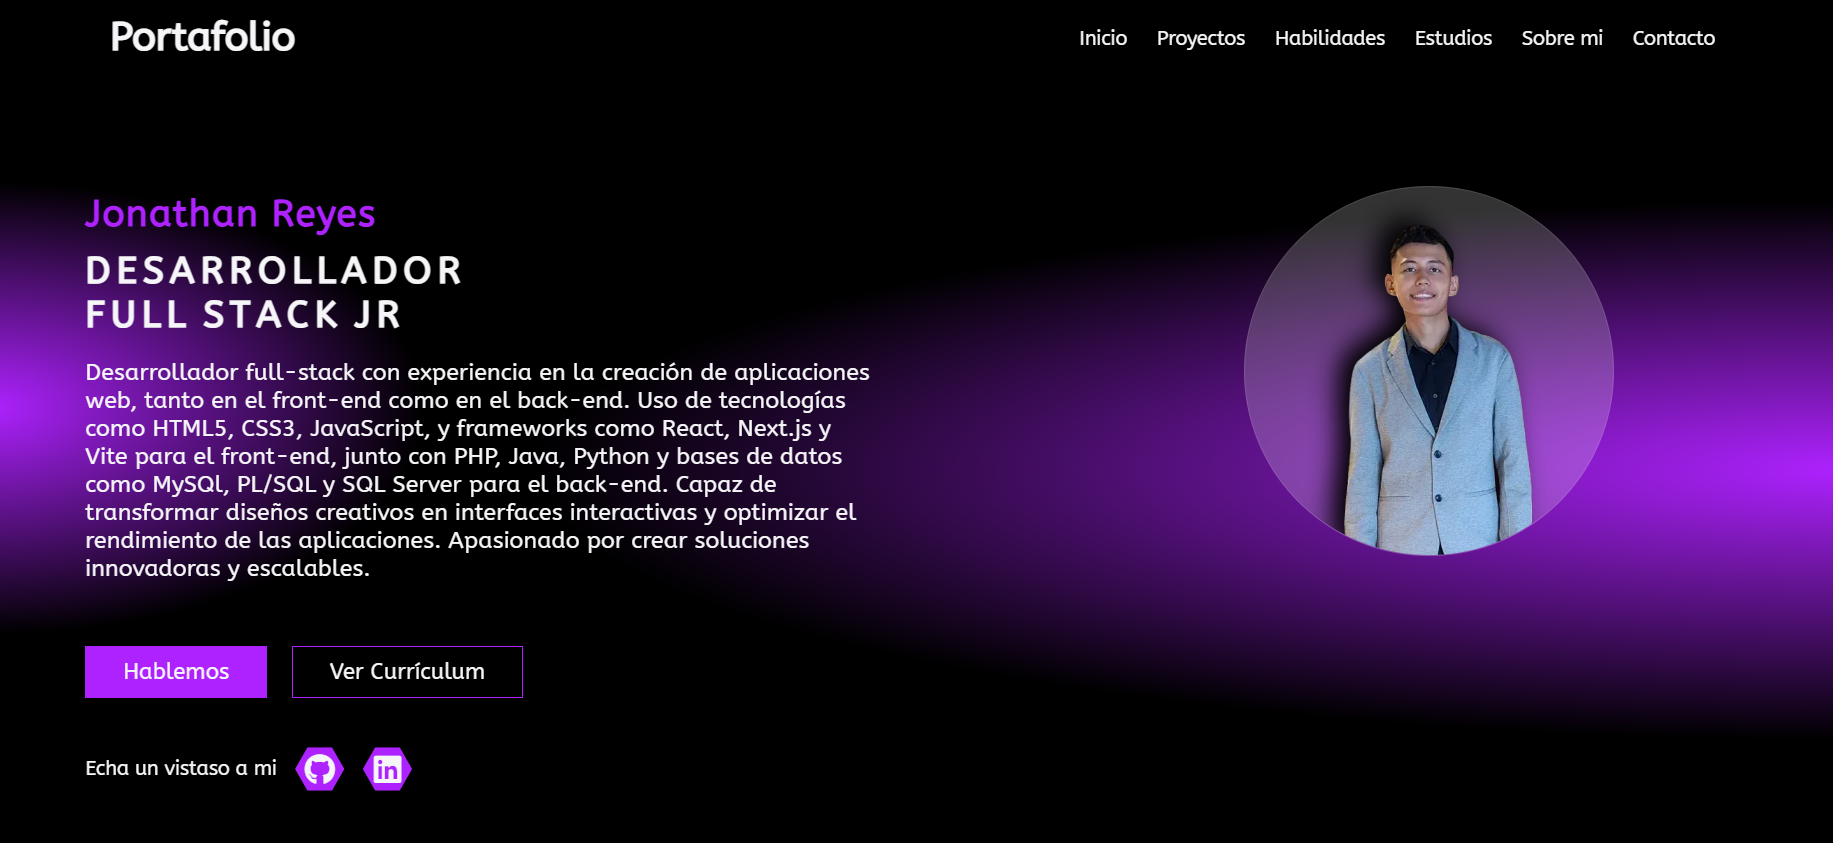 Portafolio
Inicio Proyectos Habilidades Estudios Sobre mi Contacto
Jonathan Reyes
DESARROLLADOR
FULL STACK JR
Desarrollador full-stack con experiencia en la creación de aplicaciones
web, tanto en el front-end como en el back-end. Uso de tecnologías
como HTML5, CSS3, JavaScript, y frameworks como React, Next.js y
Vite para el front-end, junto con PHP, Java, Python y bases de datos
como MySQl, PL/SQL y SQL Server para el back-end. Capaz de
transformar diseños creativos en interfaces interactivas y optimizar el
rendimiento de las aplicaciones. Apasionado por crear soluciones
innovadoras y escalables.
Hablemos Ver Currículum
Echa un vistaso a mi in